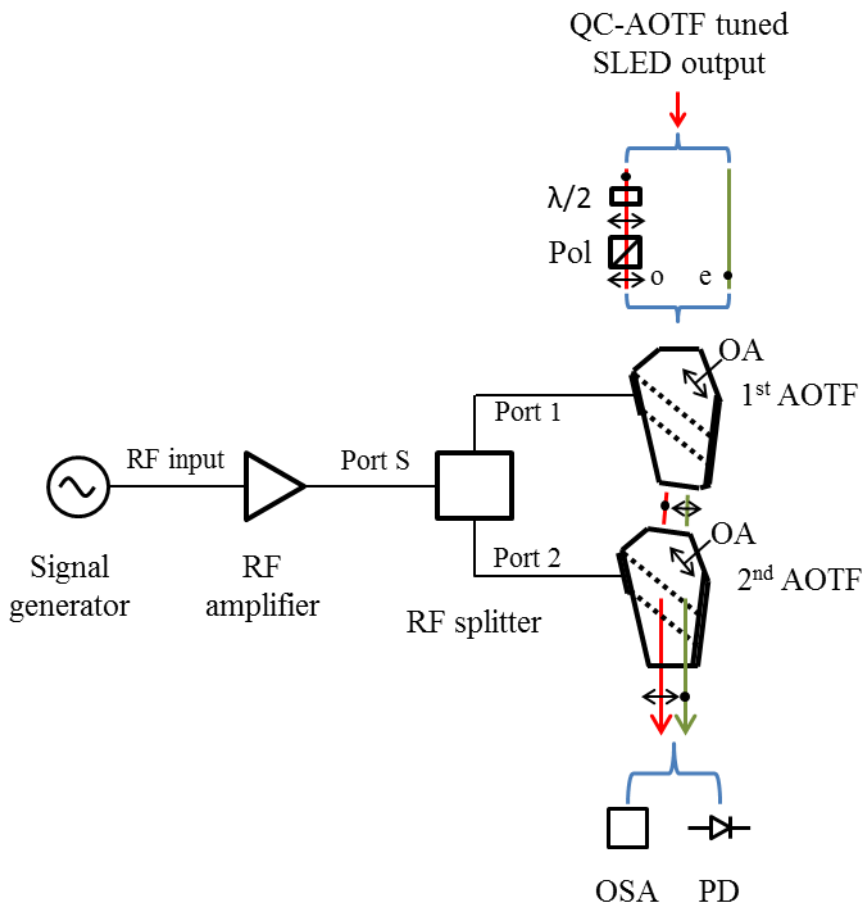 QC-AOTF tuned
SLED output
λ/2
Pol
o
e
OA
1st AOTF
Port 1
RF input
Port S
Port 2
OA
2nd AOTF
Signal
generator
RF
amplifier
RF splitter
OSA
PD